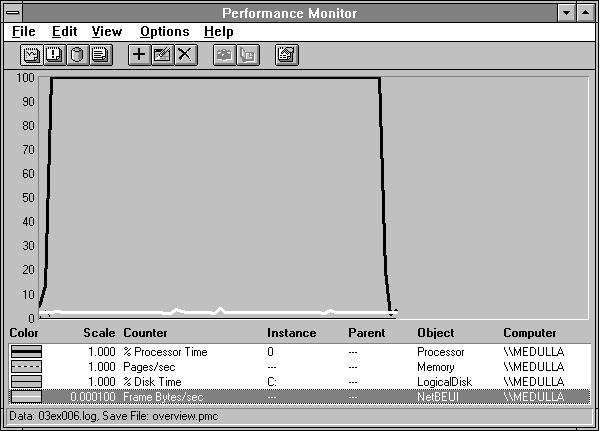 Performance Monitor
File Edit View Options Help
100
90
80
70
60
50
40
30
20
10
0
Color Scale Counter Instance Parent Object Computer
1.000 % Processor Time 0 --- Processor \\MEDULLA
1.000 Pages/sec --- --- Memory \\MEDULLA
1.000 % Disk Time C: --- LogicalDisk \\MEDULLA
0.000100 Frame Bytes/sec --- --- NetBEUI \\MEDULLA
Data: 03ex006.log, Save File: overview.pmc